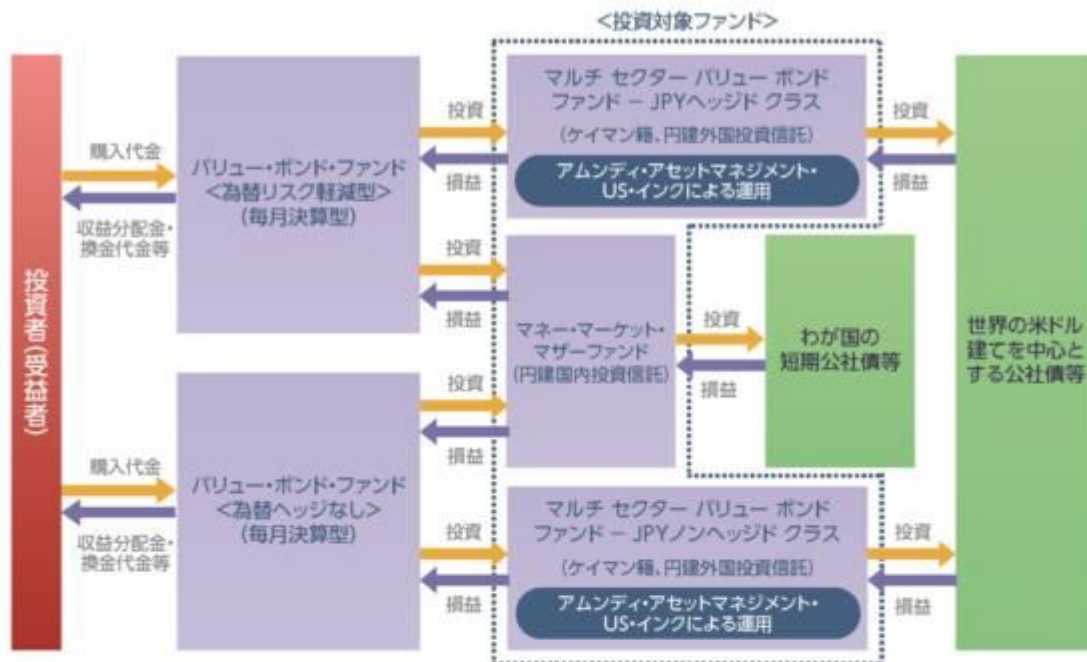 <投資対象ファンド>
投資者(受益者)
購入代金
収益分配金・
換金代金等
バリュー・ボンド・ファンド
<為替リスク軽減型>
(毎月決算型)
投資
損益
マルチ セクター バリュー ボンド
ファンド − JPYヘッジド クラス
(ケイマン籍、円建外国投資信託)
アムンディ・アセットマネジメント・
US・インクによる運用
投資
損益
投資
損益
マネー・マーケット・
マザーファンド
(円建国内投資信託)
投資
損益
わが国の
短期公社債等
世界の米ドル
建てを中心と
する公社債等
投資
損益
購入代金
収益分配金・
換金代金等
バリュー・ボンド・ファンド
<為替ヘッジなし>
(毎月決算型)
投資
損益
マルチ セクター バリュー ボンド
ファンド − JPYノンヘッジド クラス
(ケイマン籍、円建外国投資信託)
アムンディ・アセットマネジメント・
US・インクによる運用
投資
損益